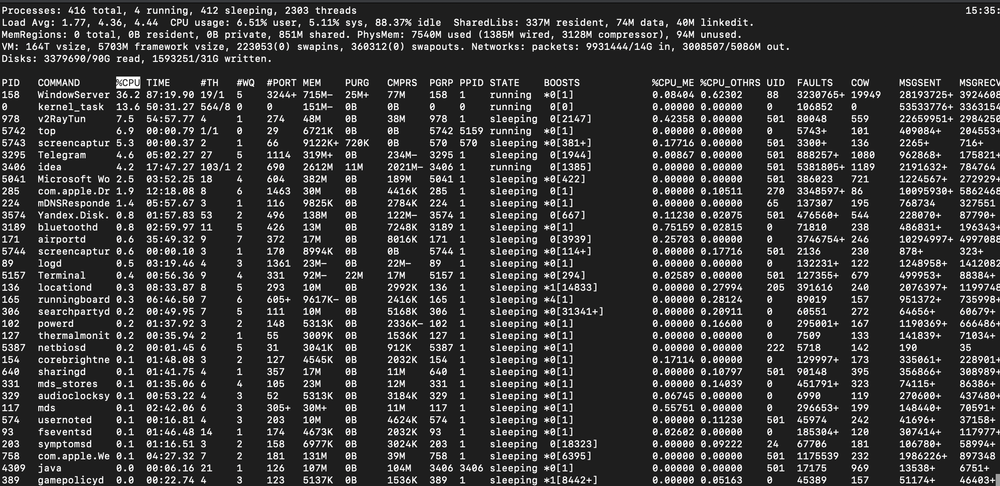 Processes: 416 total, 4 running, 412 sleeping, 2303 threads 15:35:
Load Avg: 1.77, 4.36, 4.44  CPU usage: 6.51% user, 5.11% sys, 88.37% idle  SharedLibs: 337M resident, 74M data, 40M linkedit.
MemRegions: 0 total, 0B resident, 0B private, 851M shared. PhysMem: 7540M used (1385M wired, 3128M compressor), 94M unused.
VM: 164T vsize, 5703M framework vsize, 223053(0) swapins, 360312(0) swapouts. Networks: packets: 9931444/14G in, 3008507/5086M out.
Disks: 3379690/90G read, 1593251/31G written.
PID COMMAND %CPU TIME #TH #WQ #PORT MEM PURG CMPRS PGRP PPID STATE BOOSTS %CPU_ME %CPU_OTHRS UID FAULTS COW MSGSENT MSGRECV
158 WindowServer 36.2 87:19.90 19/1 5 3244+ 715M- 25M+ 77M 158 1 running *0[1] 0.08404 0.62302 88 3230765+ 19949 28193725+ 3924608
0 kernel_task 13.6 50:31.27 564/8 0 0 151M- 0B 0B 0 0 running 0[0] 0.00000 0.00000 0 106852 0 53533776+ 3363154
978 v2RayTun 7.5 54:57.77 4 1 274 48M 0B 38M 978 1 sleeping 0[2147] 0.42358 0.00000 501 80048 559 22659951+ 2984250
5742 top 6.9 00:00.79 1/1 0 29 6721K 0B 0B 5742 5159 running *0[1] 0.00000 0.00000 0 5743+ 101 409084+ 204553+
5743 screencaptur 5.3 00:00.37 2 1 66 9122K+ 720K 0B 570 570 sleeping *0[381+] 0.17716 0.00000 501 3300+ 136 2265+ 716+
3295 Telegram 4.6 05:02.27 27 5 1114 319M+ 0B 234M- 3295 1 sleeping 0[1944] 0.00867 0.00000 501 888257+ 1080 962868+ 175821+
3406 idea 4.2 17:47.27 103/1 2 690 2612M 11M 2021M- 3406 1 running 0[1385] 0.00000 0.00000 501 5381805+ 1189 2191632+ 784764
5041 Microsoft Wo 2.5 03:52.25 18 4 604 382M 0B 189M 5041 1 sleeping *0[422] 0.00000 0.00000 501 386023 721 1224567+ 272929+
285 com.apple.Dr 1.9 12:18.08 8 6 1463 30M 0B 4416K 285 1 sleeping 0[1] 0.00000 0.10511 270 3348597+ 86 10095930+ 5862468
224 mDNSResponde 1.4 05:57.67 3 1 116 9825K 0B 2784K 224 1 sleeping *0[1] 0.00000 0.00000 65 137307 195 768734 327551
3574 Yandex.Disk. 0.8 01:57.83 53 2 496 138M 0B 122M- 3574 1 sleeping 0[667] 0.11230 0.02075 501 476560+ 544 228070+ 87790+
3189 bluetoothd 0.8 02:59.97 11 5 426 13M 0B 7248K 3189 1 sleeping *0[1] 0.75159 0.02815 0 71810 238 486831+ 196343+
171 airportd 0.6 35:49.32 9 7 372 17M 0B 8016K 171 1 sleeping 0[3939] 0.25703 0.00000 0 3746754+ 246 10294997+ 4997088
5744 screencaptur 0.6 00:00.10 3 1 170 8994K 0B 0B 5744 1 sleeping *0[114+] 0.00000 0.17716 501 2136 230 878+ 323+
89 logd 0.5 03:19.46 4 3 1361 23M- 0B 22M- 89 1 sleeping *0[1] 0.00000 0.00000 0 132231+ 122 1248958+ 1412082
5157 Terminal 0.4 00:56.36 9 4 331 92M- 22M 17M 5157 1 sleeping *0[294] 0.02589 0.00000 501 127355+ 679 499953+ 88384+
136 locationd 0.3 08:33.87 8 5 293 10M 0B 2992K 136 1 sleeping *1[14833] 0.00000 0.27994 205 391616 240 2076397+ 1199748
165 runningboard 0.3 06:46.50 7 6 605+ 9617K- 0B 2416K 165 1 sleeping *4[1] 0.00000 0.28124 0 89019 157 951372+ 735998+
306 searchpartyd 0.2 00:49.95 7 5 111 10M 0B 5168K 306 1 sleeping *0[31341+] 0.00000 0.20911 0 60551 272 64656+ 60679+
102 powerd 0.2 01:37.92 3 2 148 5313K 0B 2336K- 102 1 sleeping *0[1] 0.00000 0.16600 0 295001+ 167 1190369+ 666486+
127 thermalmonit 0.2 00:35.94 2 1 55 3009K 0B 1536K 127 1 sleeping *0[1] 0.00000 0.00000 0 7509 133 141839+ 71034+
5387 netbiosd 0.2 00:01.45 6 5 31 3041K 0B 912K 5387 1 sleeping *0[1] 0.00000 0.00000 222 5718 142 190 35
154 corebrightne 0.1 01:48.08 3 2 127 4545K 0B 2032K 154 1 sleeping *0[1] 0.17114 0.00000 0 129997+ 173 335061+ 228901+
640 sharingd 0.1 01:41.75 4 1 357 17M 0B 11M 640 1 sleeping *0[1] 0.00000 0.10797 501 90148 395 356866+ 308989+
331 mds_stores 0.1 01:35.06 6 4 105 23M 0B 12M 331 1 sleeping *0[1] 0.00000 0.14039 0 451791+ 323 74115+ 86386+
329 audioclocksy 0.1 00:53.22 4 3 52 5313K 0B 3184K 329 1 sleeping *0[1] 0.06745 0.00000 0 6990 119 270600+ 437480+
117 mds 0.1 02:42.06 6 3 305+ 30M+ 0B 11M 117 1 sleeping *0[1] 0.55751 0.00000 0 296653+ 199 148440+ 70591+
574 usernoted 0.1 00:16.81 4 3 203 10M 0B 4624K 574 1 sleeping *0[1] 0.00000 0.11230 501 45974 242 41696+ 37158+
93 fseventsd 0.1 01:46.48 14 1 174 4673K 0B 2032K 93 1 sleeping *0[1] 0.02602 0.00000 0 185304+ 120 307414+ 117977+
203 symptomsd 0.1 01:16.51 3 2 158 6977K 0B 3024K 203 1 sleeping 0[18323] 0.00000 0.09222 24 67706 181 106780+ 58994+
758 com.apple.We 0.1 04:27.32 7 2 181 131M 0B 39M 758 1 sleeping *0[6395] 0.00000 0.00000 501 1175539 232 1986226+ 897348
4309 java 0.0 00:06.16 21 1 126 107M 0B 104M 3406 3406 sleeping *0[1] 0.00000 0.00000 501 17175 969 13538+ 6751+
389 gamepolicyd 0.0 00:22.74 4 3 123 5137K 0B 1536K 389 1 sleeping *1[8442+] 0.00000 0.05163 0 45389 157 51174+ 46403+